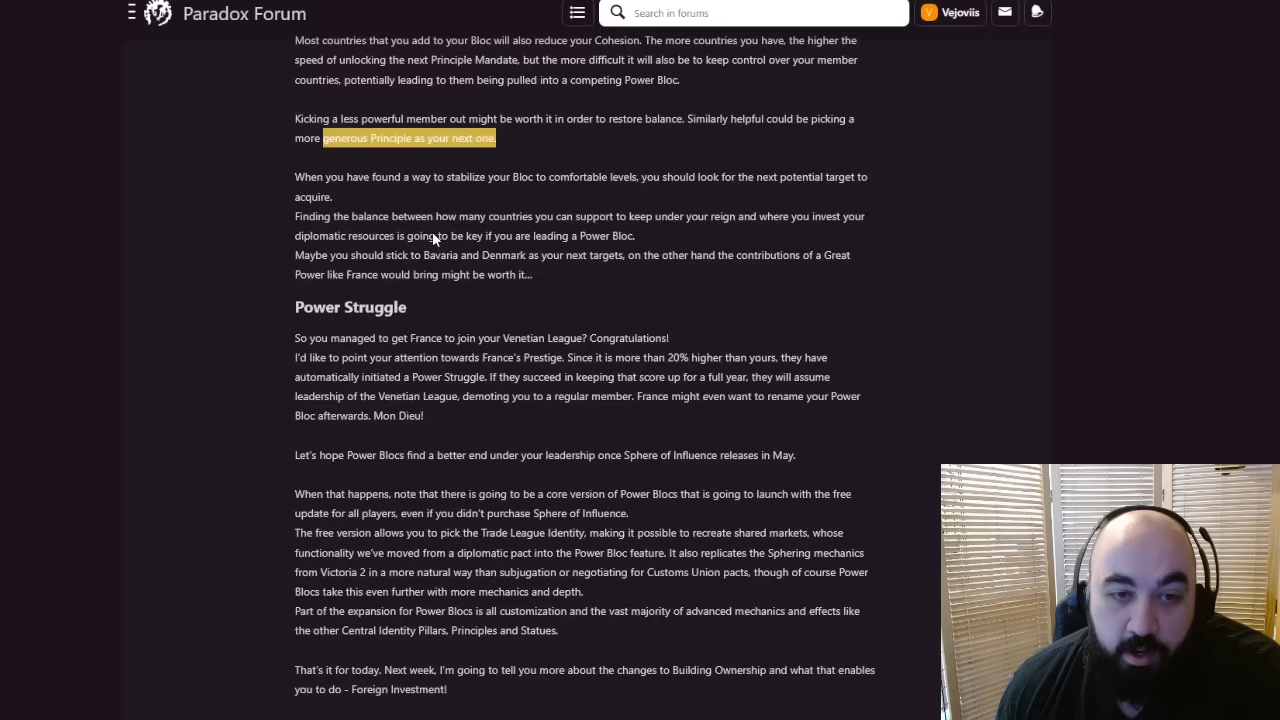 Paradox Forum
Search in forums
V Vejoviis
Most countries that you add to your Bloc will also reduce your Cohesion. The more countries you have, the higher the
speed of unlocking the next Principle Mandate, but the more difficult it will also be to keep control over your member
countries, potentially leading to them being pulled into a competing Power Bloc.
Kicking a less powerful member out might be worth it in order to restore balance. Similarly helpful could be picking a
more generous Principle as your next one.
When you have found a way to stabilize your Bloc to comfortable levels, you should look for the next potential target to
acquire.
Finding the balance between how many countries you can support to keep under your reign and where you invest your
diplomatic resources is going to be key if you are leading a Power Bloc.
Maybe you should stick to Bavaria and Denmark as your next targets, on the other hand the contributions of a Great
Power like France would bring might be worth it...
Power Struggle
So you managed to get France to join your Venetian League? Congratulations!
I'd like to point your attention towards France's Prestige. Since it is more than 20% higher than yours, they have
automatically initiated a Power Struggle. If they succeed in keeping that score up for a full year, they will assume
leadership of the Venetian League, demoting you to a regular member. France might even want to rename your Power
Bloc afterwards. Mon Dieu!
Let's hope Power Blocs find a better end under your leadership once Sphere of Influence releases in May.
When that happens, note that there is going to be a core version of Power Blocs that is going to launch with the free
update for all players, even if you didn't purchase Sphere of Influence.
The free version allows you to pick the Trade League Identity, making it possible to recreate shared markets, whose
functionality we've moved from a diplomatic pact into the Power Bloc feature. It also replicates the Sphering mechanics
from Victoria 2 in a more natural way than subjugation or negotiating for Customs Union pacts, though of course Power
Blocs take this even further with more mechanics and depth.
Part of the expansion for Power Blocs is all customization and the vast majority of advanced mechanics and effects like
the other Central Identity Pillars, Principles and Statues.
That's it for today. Next week, I'm going to tell you more about the changes to Building Ownership and what that enables
you to do - Foreign Investment!